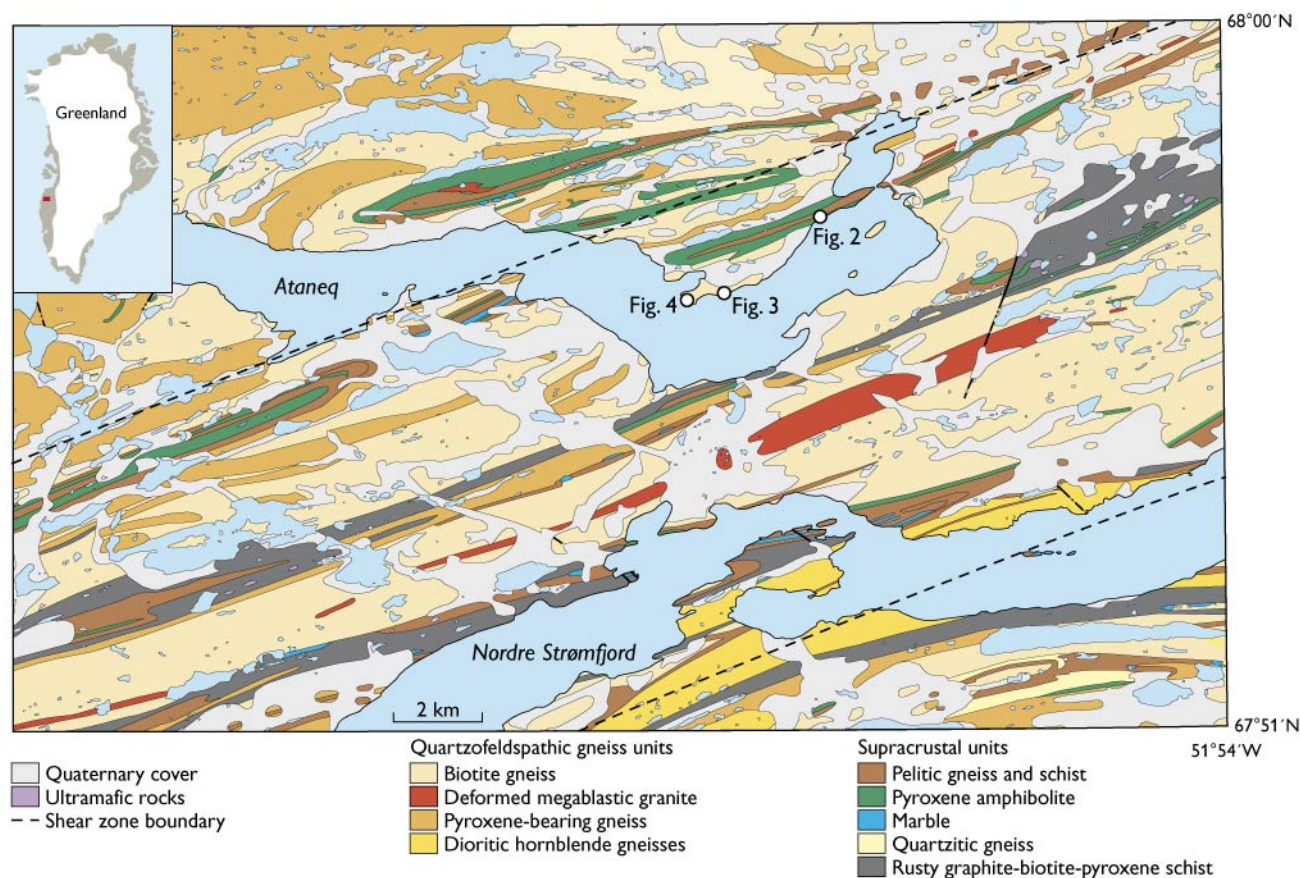 68°00´N
Greenland
Fig. 2
Ataneq
Fig. 4
Fig. 3
Nordre Strømfjord
2 km
67°51´N
51°54´W
Quaternary cover
Ultramafic rocks
Shear zone boundary
Quartzofeldspathic gneiss units
Biotite gneiss
Deformed megablastic granite
Pyroxene-bearing gneiss
Dioritic hornblende gneisses
Supracrustal units
Pelitic gneiss and schist
Pyroxene amphibolite
Marble
Quartzitic gneiss
Rusty graphite-biotite-pyroxene schist